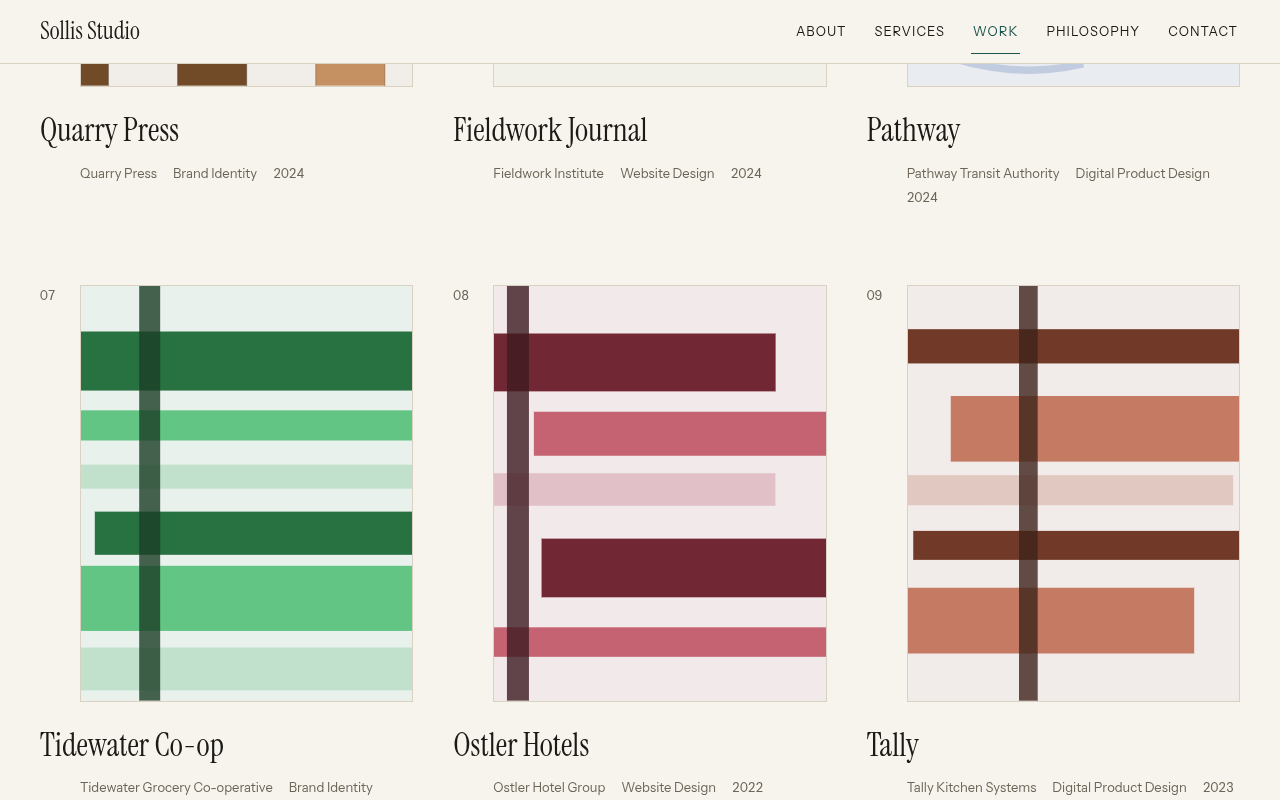 Sollis Studio
ABOUT SERVICES WORK PHILOSOPHY CONTACT
Quarry Press
Quarry Press Brand Identity 2024
Fieldwork Journal
Fieldwork Institute Website Design 2024
Pathway
Pathway Transit Authority Digital Product Design
2024
07
Tidewater Co-op
Tidewater Grocery Co-operative Brand Identity
08
Ostler Hotels
Ostler Hotel Group Website Design 2022
09
Tally
Tally Kitchen Systems Digital Product Design 2023